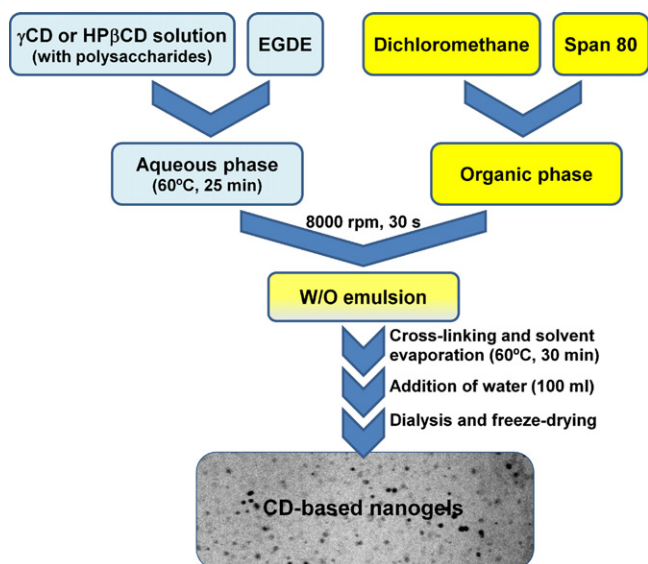 γCD or HPβCD solution
(with polysaccharides)
EGDE
Dichloromethane
Span 80
Aqueous phase
(60ºC, 25 min)
Organic phase
8000 rpm, 30 s
W/O emulsion
Cross-linking and solvent
evaporation (60ºC, 30 min)
Addition of water (100 ml)
Dialysis and freeze-drying
CD-based nanogels